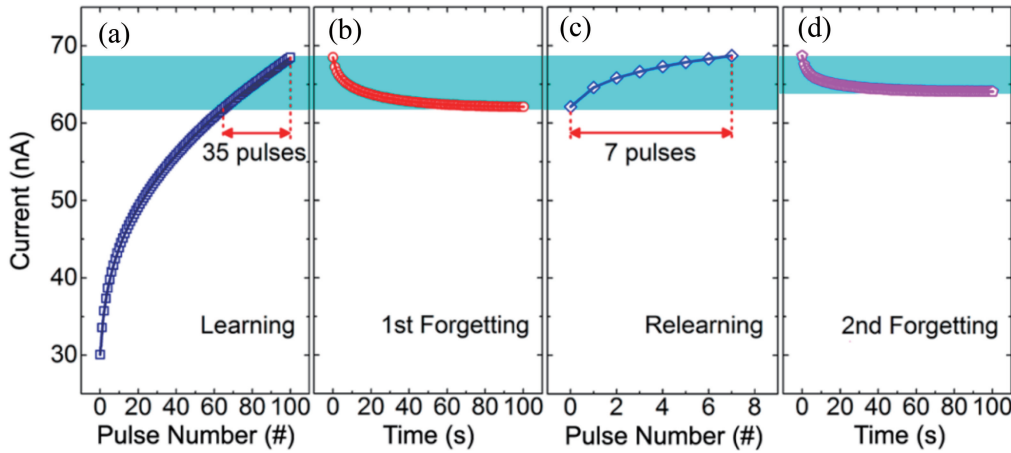 (a)
(b)
(c)
(d)
Current (nA)
70
60
50
40
30
35 pulses
7 pulses
Learning
1st Forgetting
Relearning
2nd Forgetting
0 20 40 60 80 100
0 20 40 60 80 100
0 2 4 6 8
0 20 40 60 80 100
Pulse Number (#)
Time (s)
Pulse Number (#)
Time (s)